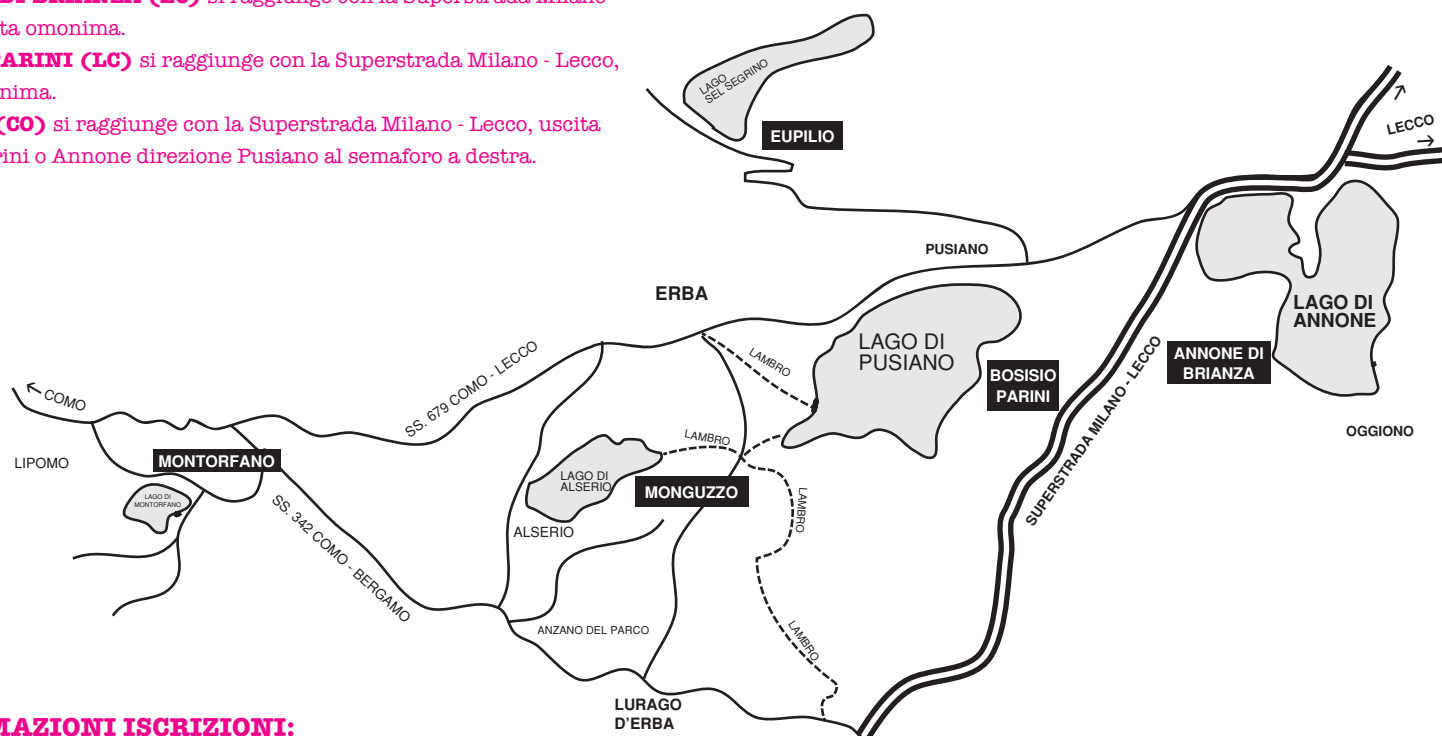 DI BRIANZA (LC) si raggiunge con la Superstrada Milano -
ta omonima.
PARINI (LC) si raggiunge con la Superstrada Milano - Lecco,
nima.
(CO) si raggiunge con la Superstrada Milano - Lecco, uscita
rini o Annone direzione Pusiano al semaforo a destra.
LAGO
SEL SEGRINO
EUPILIO
LECCO
PUSIANO
ERBA
LAGO DI
ANNONE
LAGO DI
PUSIANO
LAMBRO
ANNONE DI
BRIANZA
BOSISIO
PARINI
SS. 679 COMO - LECCO
COMO
SUPERSTRADA MILANO - LECCO
OGGIONO
LIPOMO
MONTORFANO
LAMBRO
LAGO DI
MONTORFANO
LAGO DI
ALSERIO
MONGUZZO
LAMBRO
SS. 342 COMO - BERGAMO
ALSERIO
ANZANO DEL PARCO
LAMBRO
LURAGO
D'ERBA
MAZIONI ISCRIZIONI: